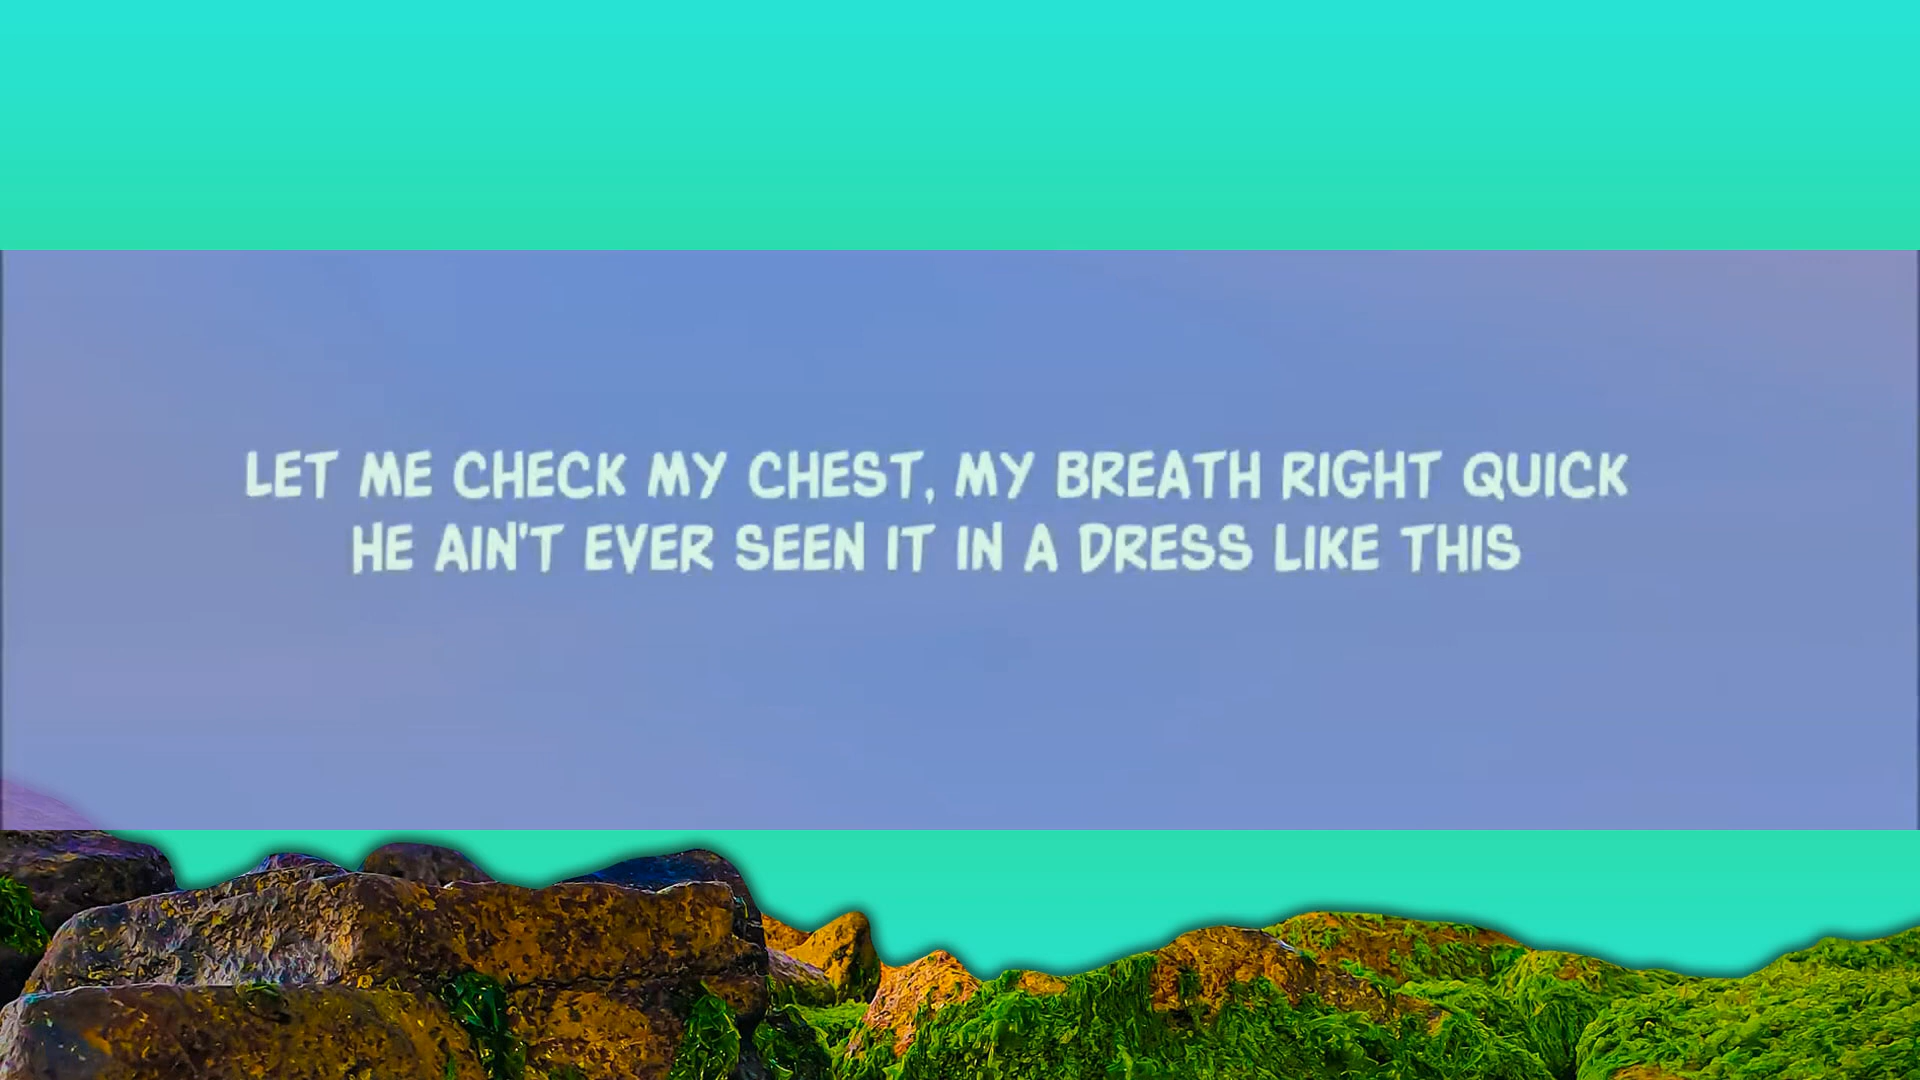 LET ME CHECK MY CHEST, MY BREATH RIGHT QUICK
HE AIN'T EVER SEEN IT IN A DRESS LIKE THIS